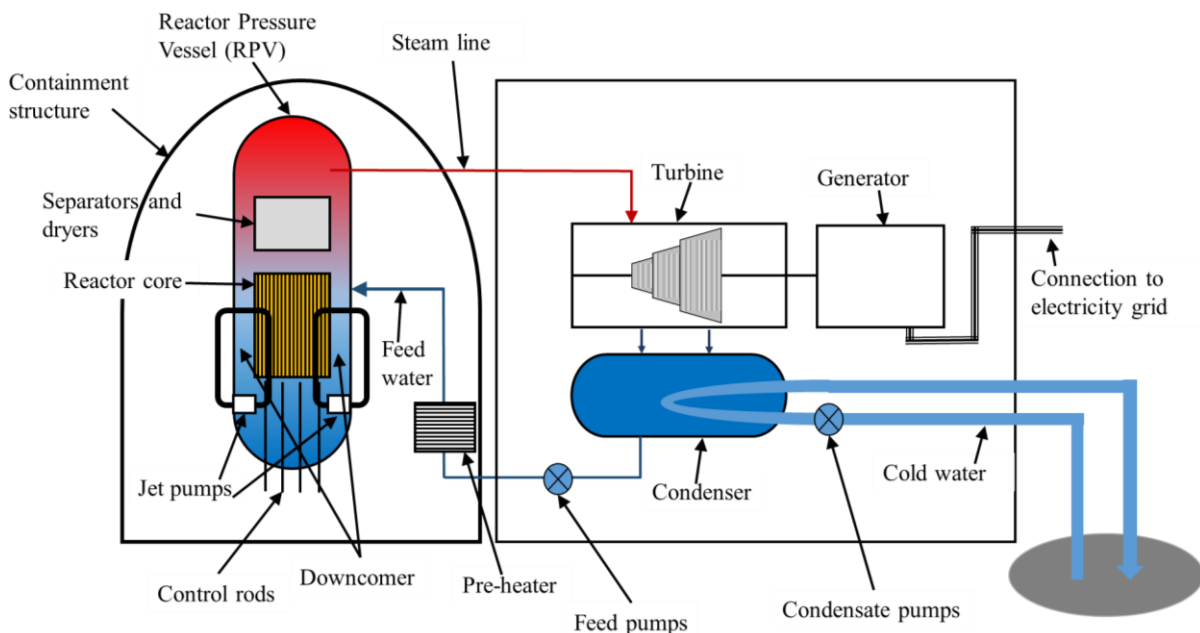 Reactor Pressure
Vessel (RPV)
Steam line
Containment
structure
Turbine
Generator
Separators and
dryers
Reactor core
Connection to
electricity grid
Feed
water
Cold water
Jet pumps
Condenser
Control rods
Downcomer
Pre-heater
Feed pumps
Condensate pumps